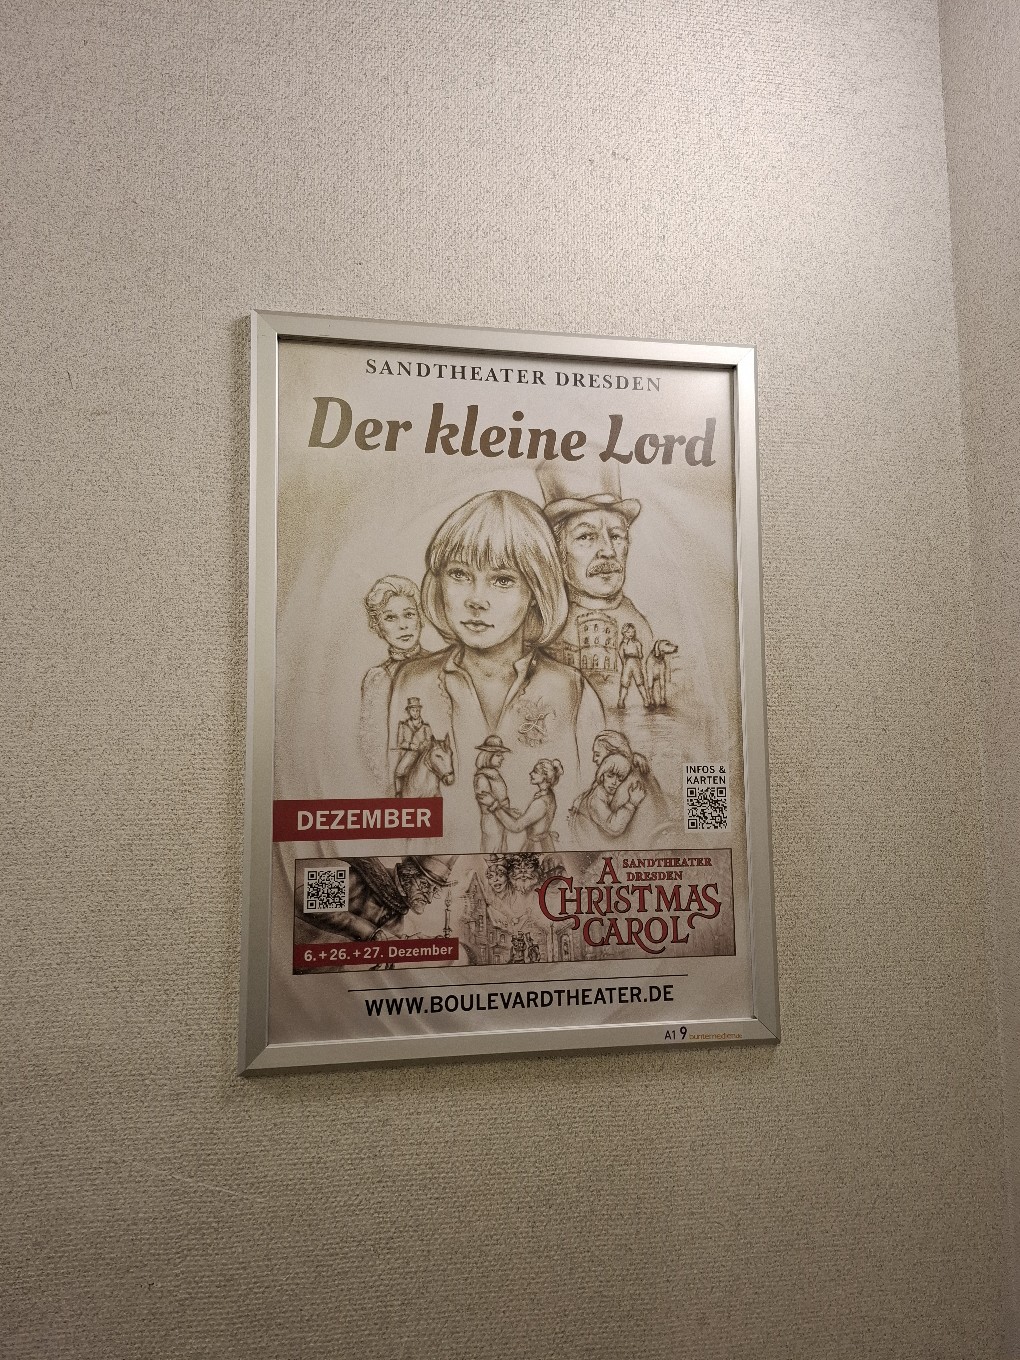 SANDTHEATER DRESDEN
Der kleine Lord
INFOS &
KARTEN
DEZEMBER
A SANDTHEATER
DRESDEN
CHRISTMAS
CAROL
6.+26.+27. Dezember
WWW.BOULEVARDTHEATER.DE
A1 9